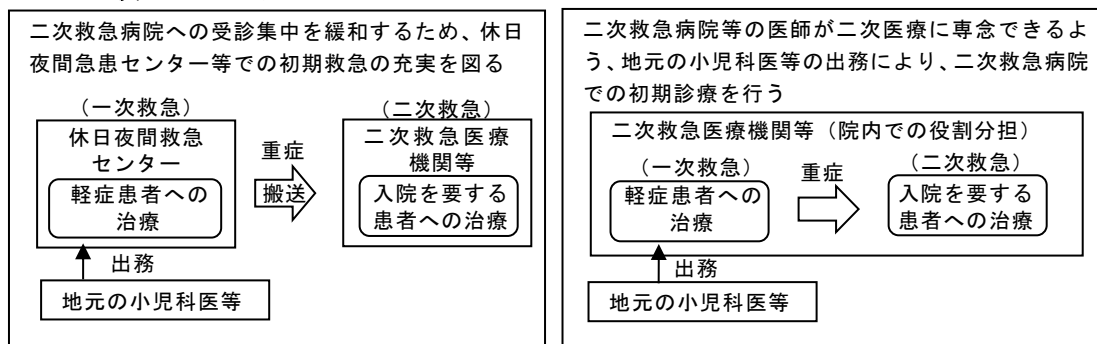 二次救急病院への受診集中を緩和するため、休日
夜間急患センター等での初期救急の充実を図る
（一次救急）
休日夜間救急
センター
軽症患者への
治療
重症
搬送
（二次救急）
二次救急医療
機関等
入院を要する
患者への治療
出務
地元の小児科医等
二次救急病院等の医師が二次医療に専念できるよ
う、地元の小児科医等の出務により、二次救急病院
での初期診療を行う
二次救急医療機関等（院内での役割分担）
（一次救急）
軽症患者への
治療
重症
（二次救急）
入院を要する
患者への治療
出務
地元の小児科医等